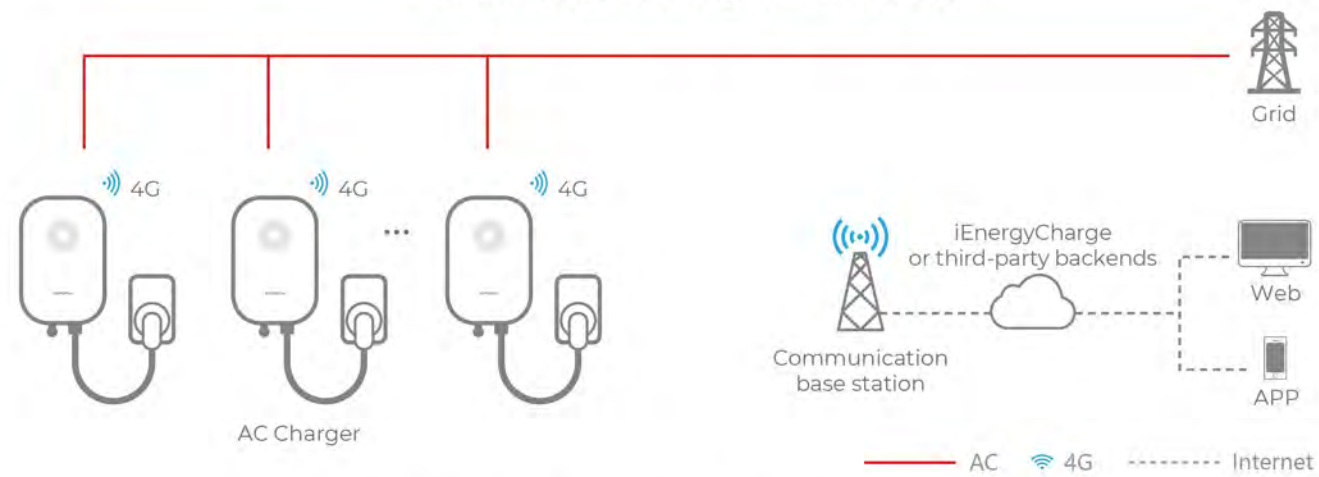 Grid
4G
4G
4G
...
iEnergyCharge
or third-party backends
Web
Communication
base station
APP
AC Charger
AC
4G
Internet